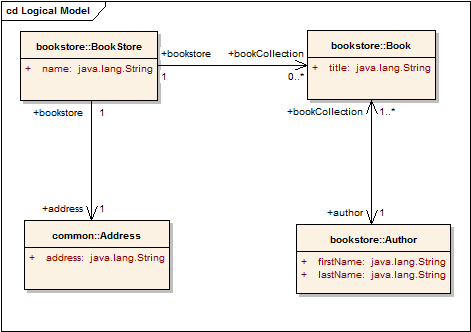 cd Logical Model
bookstore::BookStore
+ name: java.lang.String
+bookstore
+bookCollection
1
0..*
bookstore::Book
+ title: java.lang.String
+bookstore
1
+bookCollection
1..*
+address
1
+author
1
common::Address
+ address: java.lang.String
bookstore::Author
+ firstName: java.lang.String
+ lastName: java.lang.String